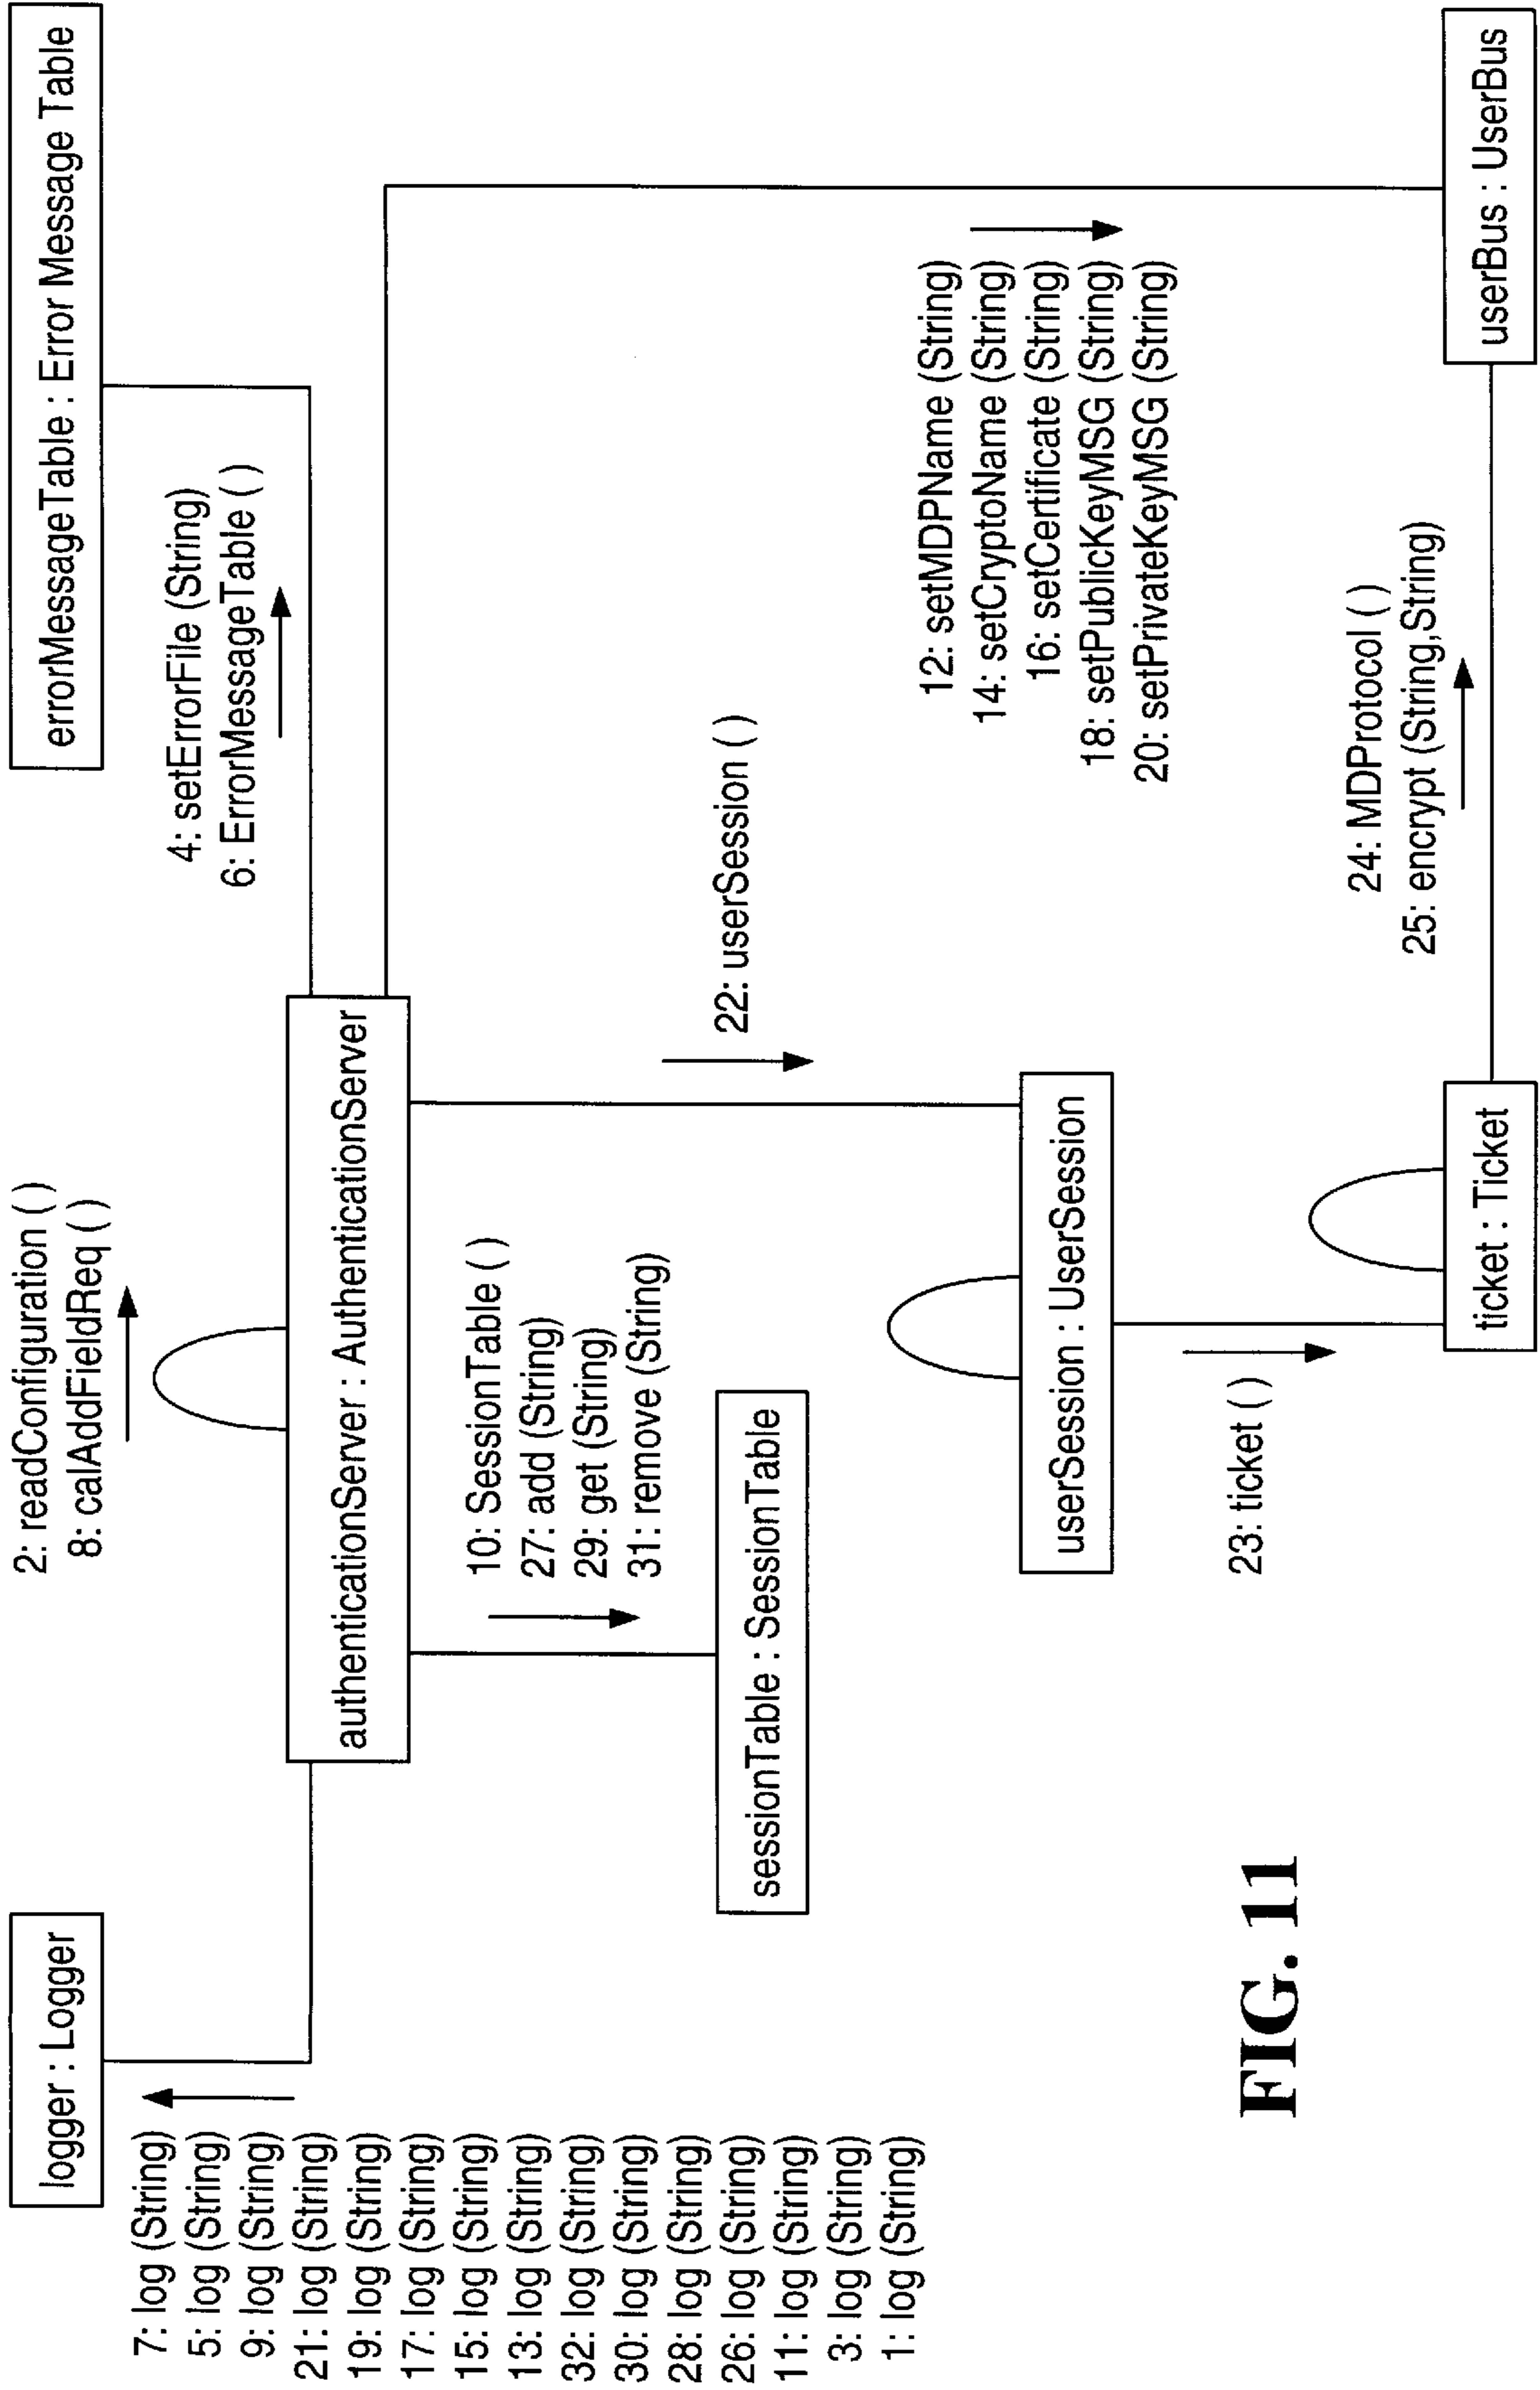 logger : Logger
errorMessageTable : Error Message Table
2: readConfiguration ( )
8: calAddFieldReq ( )
4: setErrorFile (String)
6: ErrorMessageTable ( )
7: log (String)
5: log (String)
9: log (String)
21: log (String)
19: log (String)
17: log (String)
15: log (String)
13: log (String)
32: log (String)
30: log (String)
28: log (String)
26: log (String)
11: log (String)
3: log (String)
1: log (String)
authenticationServer : AuthenticationServer
10: SessionTable ( )
27: add (String)
29: get (String)
31: remove (String)
22: userSession ( )
sessionTable : SessionTable
12: setMDPName (String)
14: setCryptoName (String)
16: setCertificate (String)
18: setPublicKeyMSG (String)
20: setPrivateKeyMSG (String)
userSession : UserSession
23: ticket ( )
24: MDProtocol ( )
25: encrypt (String,String)
ticket : Ticket
userBus : UserBus
FIG. 11